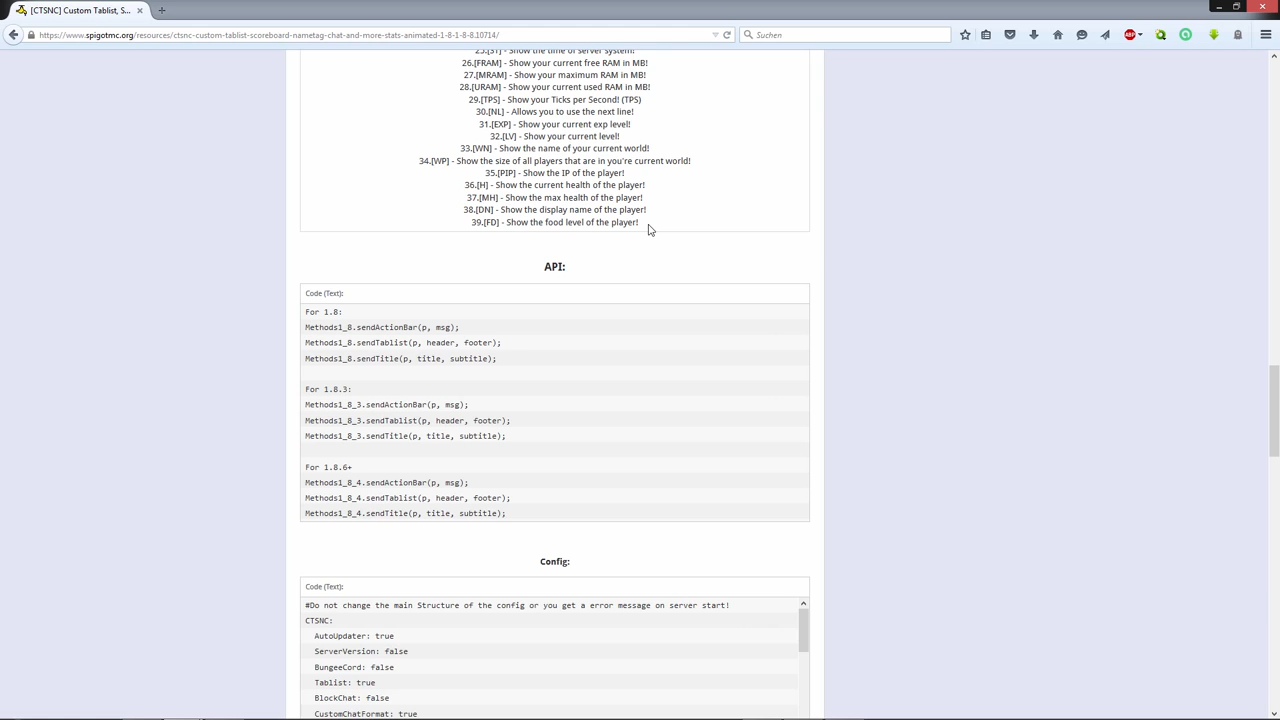 [CTSNC] Custom Tablist, S...
https://www.spigotmc.org/resources/ctsnc-custom-tablist-scoreboard-nametag-chat-and-more-stats-animated-1-8-1-8-8.10714/
Suchen
ABP
25.[ST] - Show the time of server system!
26.[FRAM] - Show your current free RAM in MB!
27.[MRAM] - Show your maximum RAM in MB!
28.[URAM] - Show your current used RAM in MB!
29.[TPS] - Show your Ticks per Second! (TPS)
30.[NL] - Allows you to use the next line!
31.[EXP] - Show your current exp level!
32.[LV] - Show your current level!
33.[WN] - Show the name of your current world!
34.[WP] - Show the size of all players that are in you're current world!
35.[PIP] - Show the IP of the player!
36.[H] - Show the current health of the player!
37.[MH] - Show the max health of the player!
38.[DN] - Show the display name of the player!
39.[FD] - Show the food level of the player!
API:
Code (Text):
For 1.8:
Methods1_8.sendActionBar(p, msg);
Methods1_8.sendTablist(p, header, footer);
Methods1_8.sendTitle(p, title, subtitle);
For 1.8.3:
Methods1_8_3.sendActionBar(p, msg);
Methods1_8_3.sendTablist(p, header, footer);
Methods1_8_3.sendTitle(p, title, subtitle);
For 1.8.6+
Methods1_8_4.sendActionBar(p, msg);
Methods1_8_4.sendTablist(p, header, footer);
Methods1_8_4.sendTitle(p, title, subtitle);
Config:
Code (Text):
#Do not change the main Structure of the config or you get a error message on server start!
CTSNC:
AutoUpdater: true
ServerVersion: false
BungeeCord: false
Tablist: true
BlockChat: false
CustomChatFormat: true